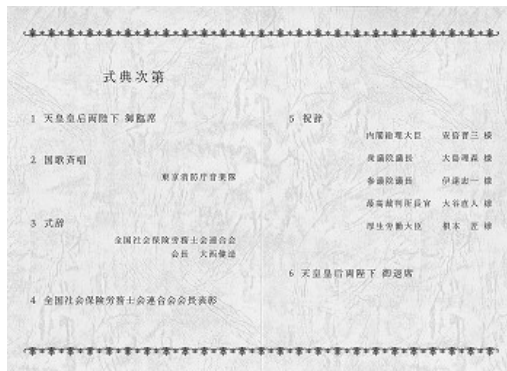 式典次第
1 天皇皇后両陛下 御臨席
2 国歌斉唱
東京消防庁音楽隊
3 式辞
全国社会保険労務士会連合会
会長 大西健造
4 全国社会保険労務士会連合会会長表彰
5 祝辞
内閣総理大臣 安倍晋三 様
衆議院議長 大島理森 様
参議院議長 伊達忠一 様
最高裁判所長官 大谷直人 様
厚生労働大臣 根本 匠 様
6 天皇皇后両陛下 御退席